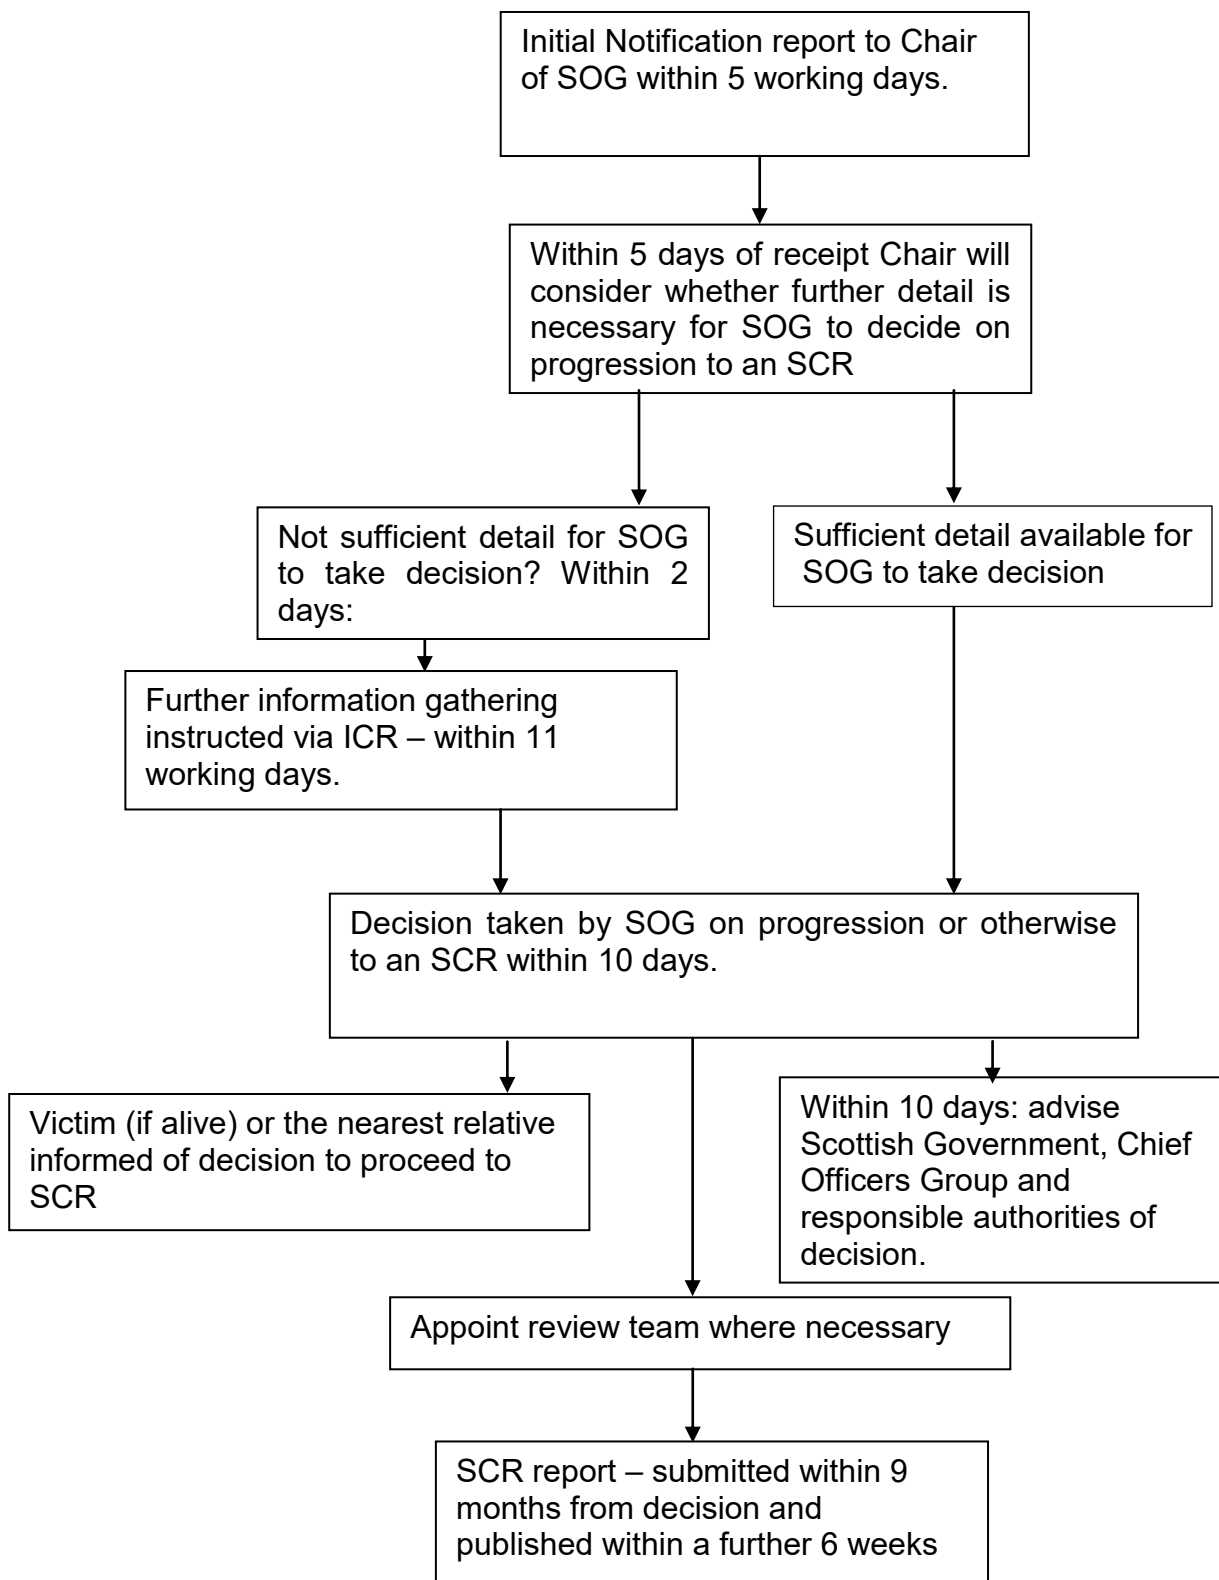 Initial Notification report to Chair
of SOG within 5 working days.
Within 5 days of receipt Chair will
consider whether further detail is
necessary for SOG to decide on
progression to an SCR
Not sufficient detail for SOG
to take decision? Within 2
days:
Sufficient detail available for
SOG to take decision
Further information gathering
instructed via ICR – within 11
working days.
Decision taken by SOG on progression or otherwise
to an SCR within 10 days.
Victim (if alive) or the nearest relative
informed of decision to proceed to
SCR
Within 10 days: advise
Scottish Government, Chief
Officers Group and
responsible authorities of
decision.
Appoint review team where necessary
SCR report – submitted within 9
months from decision and
published within a further 6 weeks